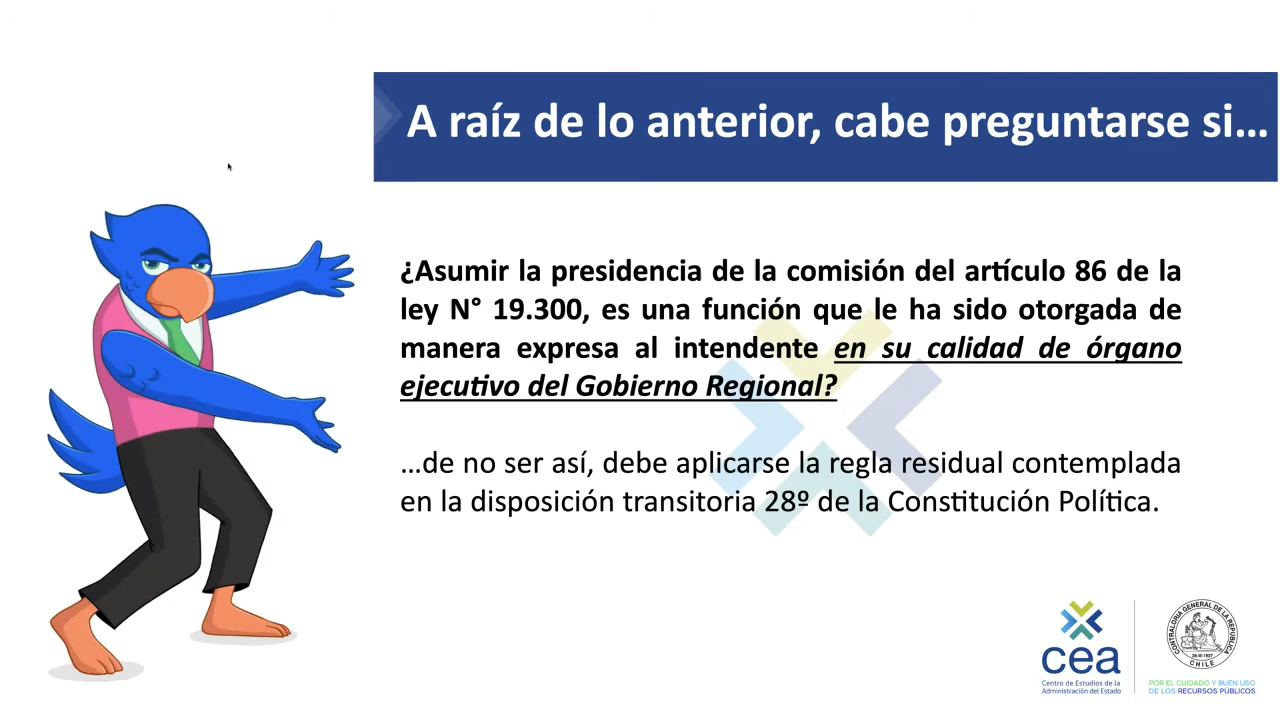 A raíz de lo anterior, cabe preguntarse si...
¿Asumir la presidencia de la comisión del artículo 86 de la
ley N° 19.300, es una función que le ha sido otorgada de
manera expresa al intendente en su calidad de órgano
ejecutivo del Gobierno Regional?
...de no ser así, debe aplicarse la regla residual contemplada
en la disposición transitoria 28º de la Constitución Política.
cea
Centro de Estudios de la
Administración del Estado
CONTRALORÍA GENERAL DE LA REPÚBLICA
26-III-1927
CHILE
POR EL CUIDADO Y BUEN USO
DE LOS RECURSOS PÚBLICOS